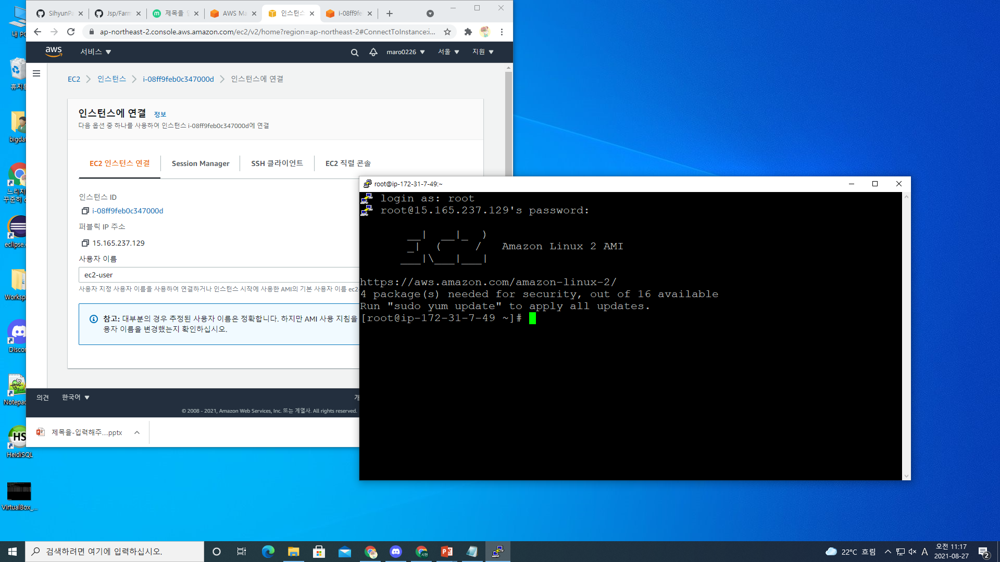 내 PC
휴지통
bigdat
eclipse.
Worksp
Discor
Notepad
HeidiSQL
VirtualBox_...
SihyunPa
Jsp/Farm
제목을
AWS Ma
인스턴스
i-08ff9fe
ap-northeast-2.console.aws.amazon.com/ec2/v2/home?region=ap-northeast-2#ConnectToInstance:i...
aws
서비스
maro0226
서울
지원
EC2
인스턴스
i-08ff9feb0c347000d
인스턴스에 연결
인스턴스에 연결 정보
다음 옵션 중 하나를 사용하여 인스턴스 i-08ff9feb0c347000d에 연결
EC2 인스턴스 연결
Session Manager
SSH 클라이언트
EC2 직렬 콘솔
인스턴스 ID
i-08ff9feb0c347000d
퍼블릭 IP 주소
15.165.237.129
사용자 이름
ec2-user
사용자 지정 사용자 이름을 사용하여 연결하거나 인스턴스 시작에 사용한 AMI의 기본 사용자 이름 ec2-
참고: 대부분의 경우 추정된 사용자 이름은 정확합니다. 하지만 AMI 사용 지침을
용자 이름을 변경했는지 확인하십시오.
의견
한국어
개
© 2008 - 2021, Amazon Web Services, Inc. 또는 계열사. All rights reserved.
제목을-입력해주....pptx
root@ip-172-31-7-49:~
login as: root
root@15.165.237.129's password:
__|  __|_  )
_|  (     /   Amazon Linux 2 AMI
___|\___|___|
https://aws.amazon.com/amazon-linux-2/
4 package(s) needed for security, out of 16 available
Run "sudo yum update" to apply all updates.
[root@ip-172-31-7-49 ~]#
검색하려면 여기에 입력하십시오.
22℃ 흐림
A
오전 11:17
2021-08-27
2